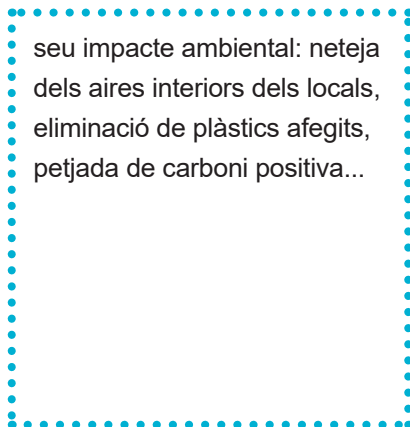 seu impacte ambiental: neteja
dels aires interiors dels locals,
eliminació de plàstics afegits,
petjada de carboni positiva...